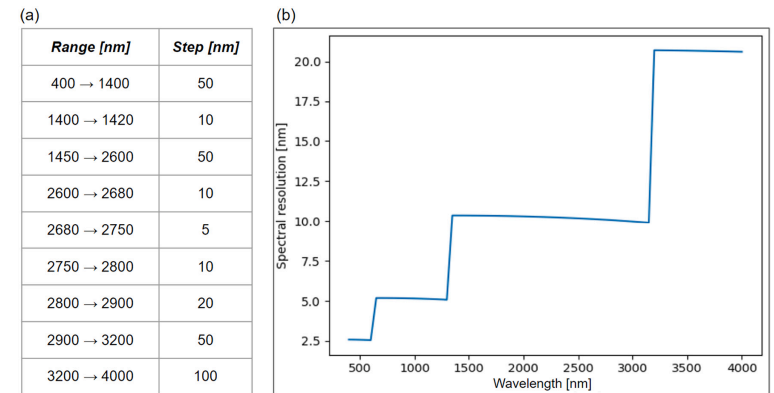 (a)
Range [nm] Step [nm]
400 → 1400 50
1400 → 1420 10
1450 → 2600 50
2600 → 2680 10
2680 → 2750 5
2750 → 2800 10
2800 → 2900 20
2900 → 3200 50
3200 → 4000 100
(b)
Spectral resolution [nm]
20.0
17.5
15.0
12.5
10.0
7.5
5.0
2.5
500 1000 1500 2000 2500 3000 3500 4000
Wavelength [nm]